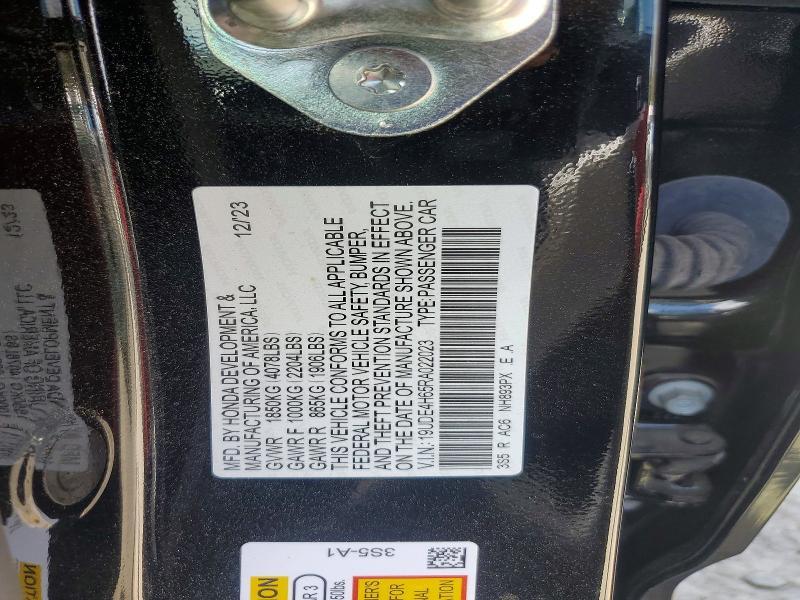 MFD. BY HONDA DEVELOPMENT &
MANUFACTURING OF AMERICA, LLC 12/23
GVWR 1850KG (4078LBS)
GAWR F 1000KG (2204LBS)
GAWR R 865KG (1906LBS)
THIS VEHICLE CONFORMS TO ALL APPLICABLE
FEDERAL MOTOR VEHICLE SAFETY, BUMPER,
AND THEFT PREVENTION STANDARDS IN EFFECT
ON THE DATE OF MANUFACTURE SHOWN ABOVE.
V.I.N.: 19UDE4H65RA022023 TYPE:PASSENGER CAR
3S5 R AC6 NH893PX E .A
3S5-A1